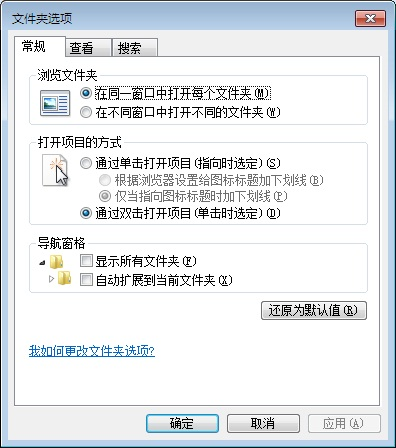 文件夹选项
常规
查看
搜索
浏览文件夹
在同一窗口中打开每个文件夹(M)
在不同窗口中打开不同的文件夹(W)
打开项目的方式
通过单击打开项目(指向时选定)(S)
根据浏览器设置给图标标题加下划线(B)
仅当指向图标标题时加下划线(P)
通过双击打开项目(单击时选定)(D)
导航窗格
显示所有文件夹(F)
自动扩展到当前文件夹(X)
还原为默认值(R)
我如何更改文件夹选项?
确定
取消
应用(A)